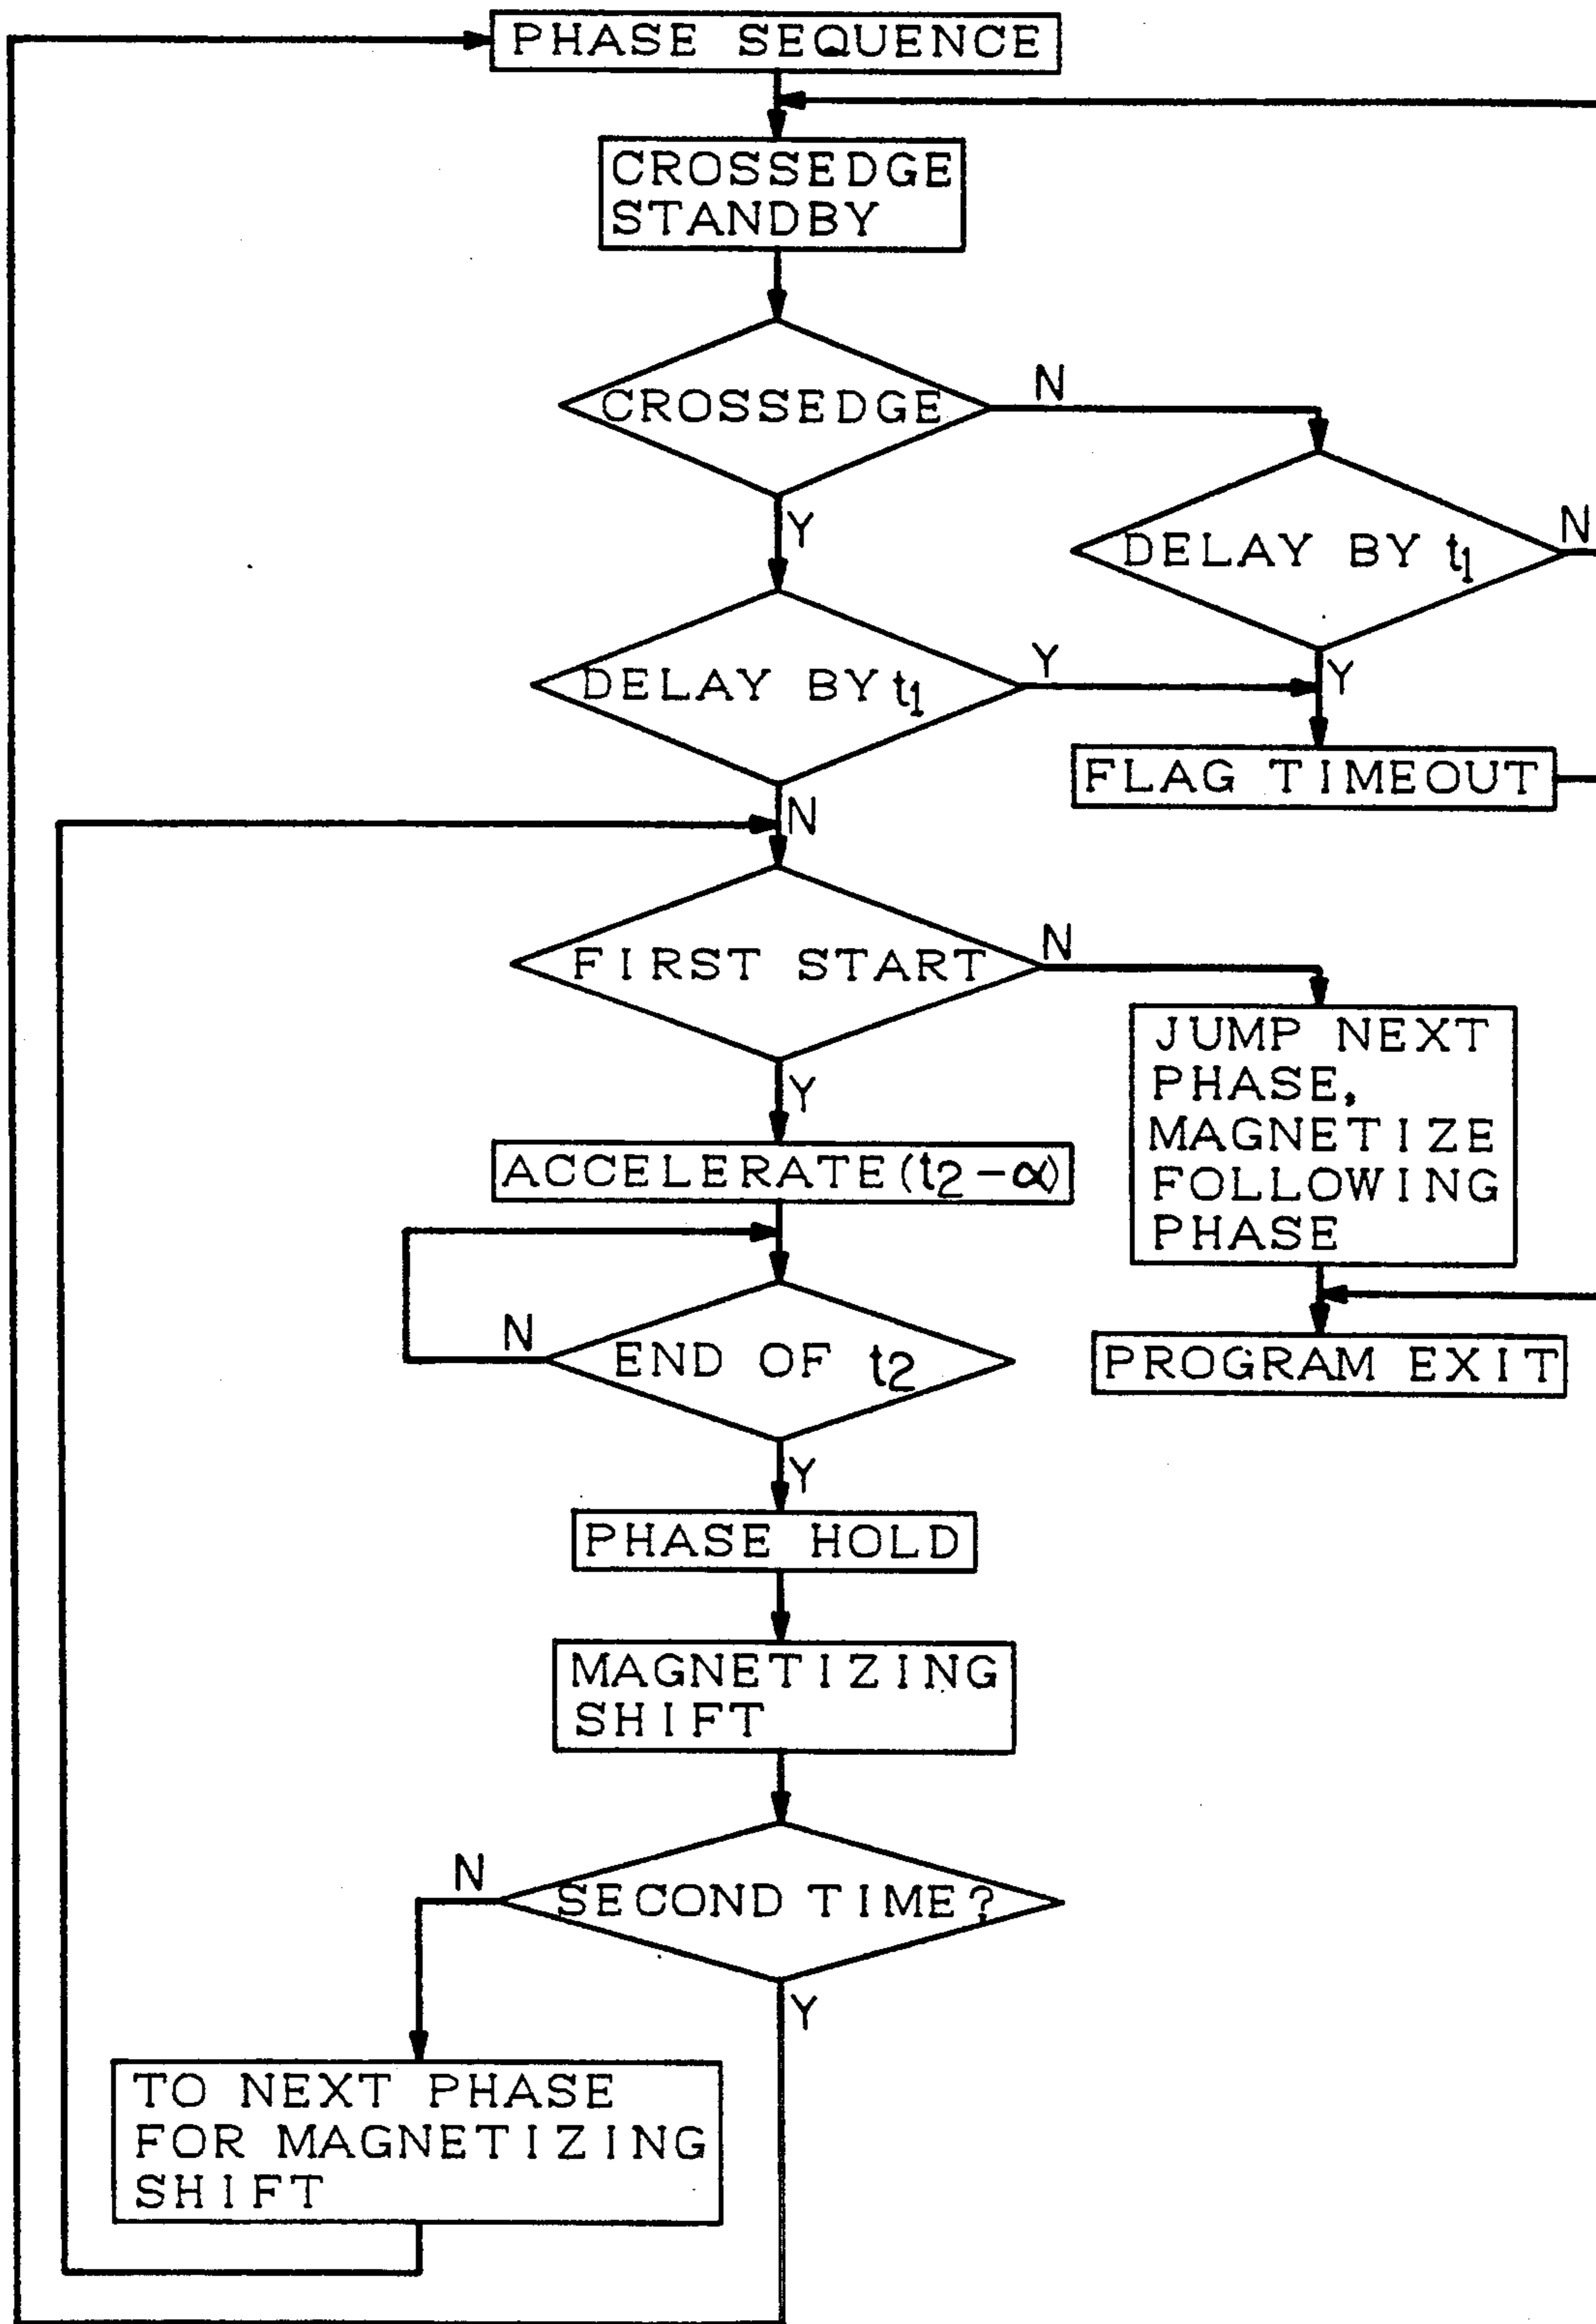 PHASE SEQUENCE
CROSSEDGE
STANDBY
CROSSEDGE
N
Y
DELAY BY t1
N
DELAY BY t1
Y
Y
FLAG TIMEOUT
N
FIRST START
N
Y
JUMP NEXT
PHASE,
MAGNETIZE
FOLLOWING
PHASE
ACCELERATE(t2-α)
N
END OF t2
PROGRAM EXIT
Y
PHASE HOLD
MAGNETIZING
SHIFT
N
SECOND TIME?
Y
TO NEXT PHASE
FOR MAGNETIZING
SHIFT